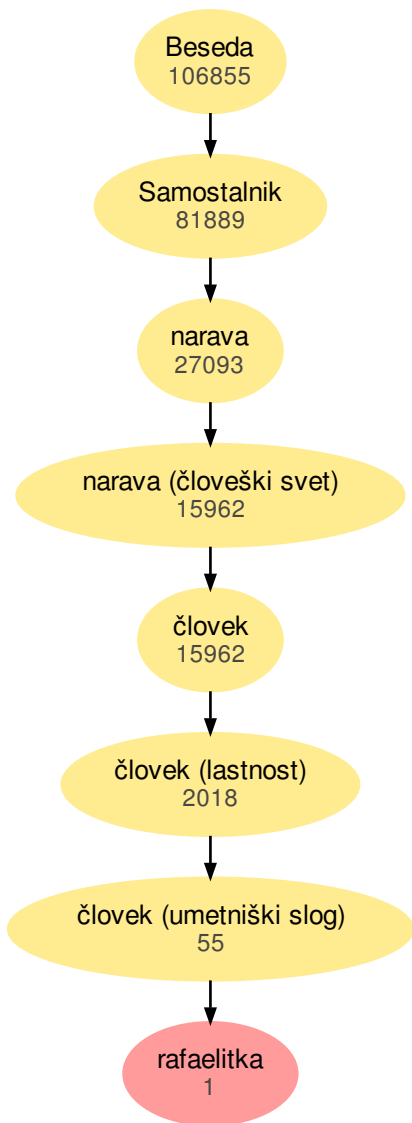 Beseda
106855
Samostalnik
81889
narava
27093
narava (človeški svet)
15962
človek
15962
človek (lastnost)
2018
človek (umetniški slog)
55
rafaelitka
1